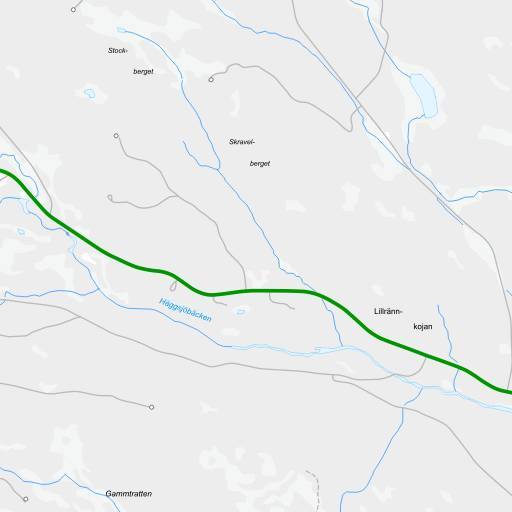 Stock-
berget
Skravel-
berget
Häggsjöbäcken
Lillränn-
kojan
Gammtratten